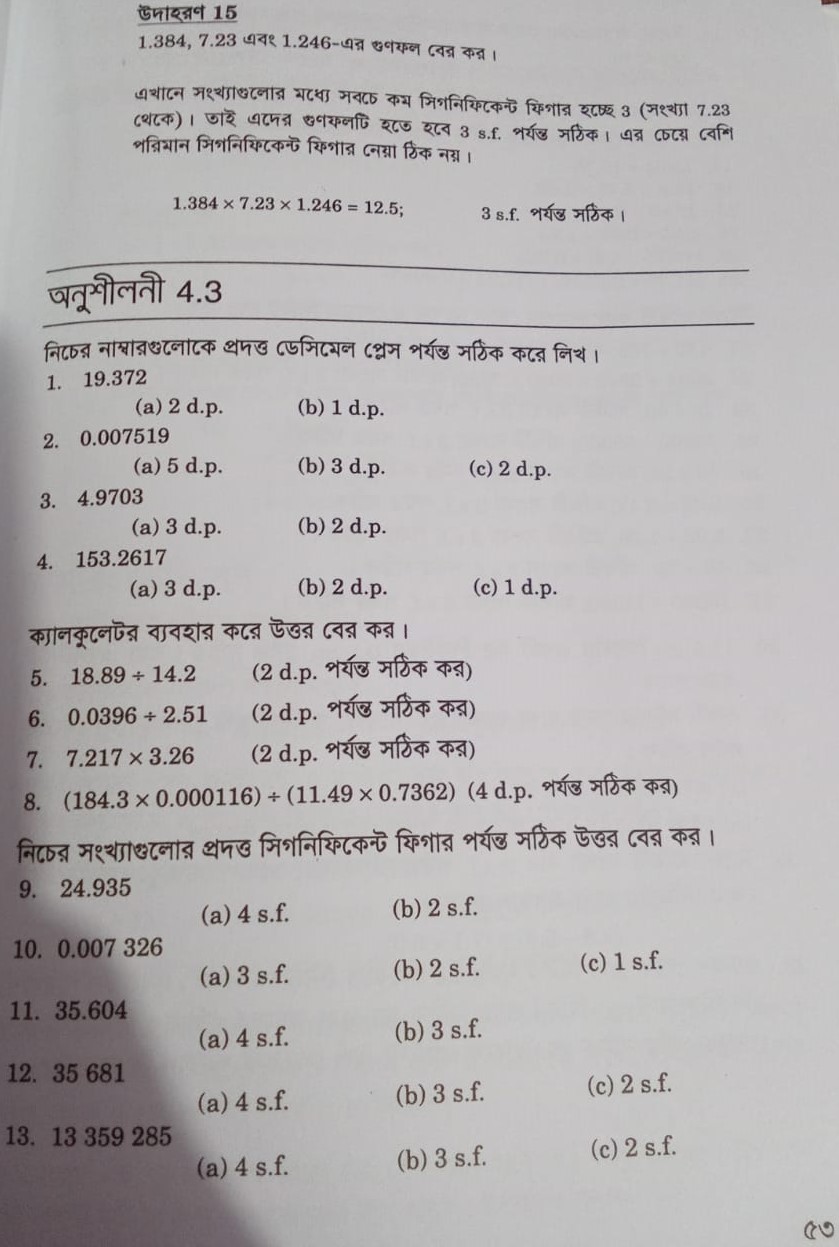 উদাহরণ 15
1.384, 7.23 এবং 1.246-এর গুণফল বের কর।
এখানে সংখ্যাগুলোর মধ্যে সবচে কম সিগনিফিকেন্ট ফিগার হচ্ছে 3 (সংখ্যা 7.23
থেকে)। তাই এদের গুণফলটি হতে হবে 3 s.f. পর্যন্ত সঠিক। এর চেয়ে বেশি
পরিমান সিগনিফিকেন্ট ফিগার নেয়া ঠিক নয়।
1.384 × 7.23 × 1.246 = 12.5; 3 s.f. পর্যন্ত সঠিক।
অনুশীলনী 4.3
নিচের নাম্বারগুলোকে প্রদত্ত ডেসিমেল প্লেস পর্যন্ত সঠিক করে লিখ।
1. 19.372
(a) 2 d.p. (b) 1 d.p.
2. 0.007519
(a) 5 d.p. (b) 3 d.p. (c) 2 d.p.
3. 4.9703
(a) 3 d.p. (b) 2 d.p.
4. 153.2617
(a) 3 d.p. (b) 2 d.p. (c) 1 d.p.
ক্যালকুলেটর ব্যবহার করে উত্তর বের কর।
5. 18.89 ÷ 14.2 (2 d.p. পর্যন্ত সঠিক কর)
6. 0.0396 ÷ 2.51 (2 d.p. পর্যন্ত সঠিক কর)
7. 7.217 × 3.26 (2 d.p. পর্যন্ত সঠিক কর)
8. (184.3 × 0.000116) ÷ (11.49 × 0.7362) (4 d.p. পর্যন্ত সঠিক কর)
নিচের সংখ্যাগুলোর প্রদত্ত সিগনিফিকেন্ট ফিগার পর্যন্ত সঠিক উত্তর বের কর।
9. 24.935
(a) 4 s.f. (b) 2 s.f.
10. 0.007 326
(a) 3 s.f. (b) 2 s.f. (c) 1 s.f.
11. 35.604
(a) 4 s.f. (b) 3 s.f.
12. 35 681
(a) 4 s.f. (b) 3 s.f. (c) 2 s.f.
13. 13 359 285
(a) 4 s.f. (b) 3 s.f. (c) 2 s.f.
৫৩